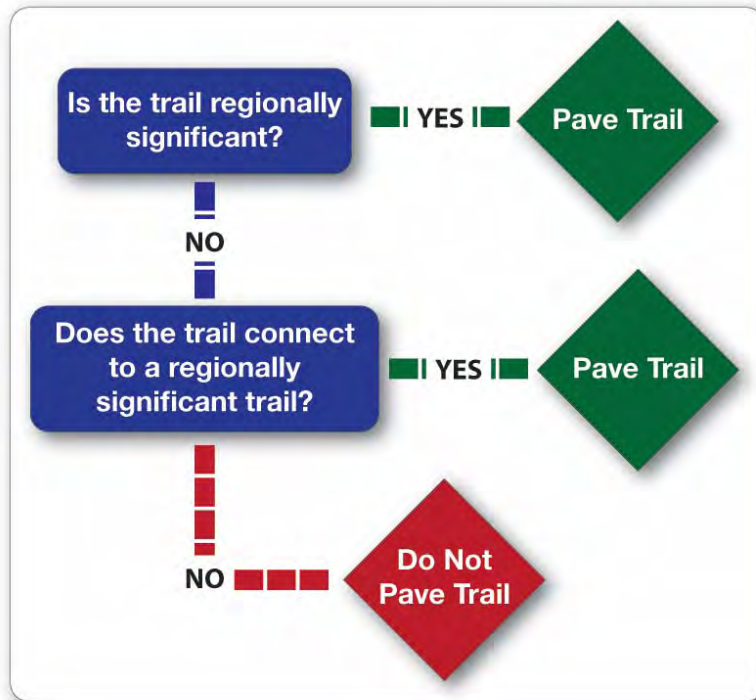 Is the trail regionally
significant?
YES
Pave Trail
NO
Does the trail connect
to a regionally
significant trail?
YES
Pave Trail
NO
Do Not
Pave Trail